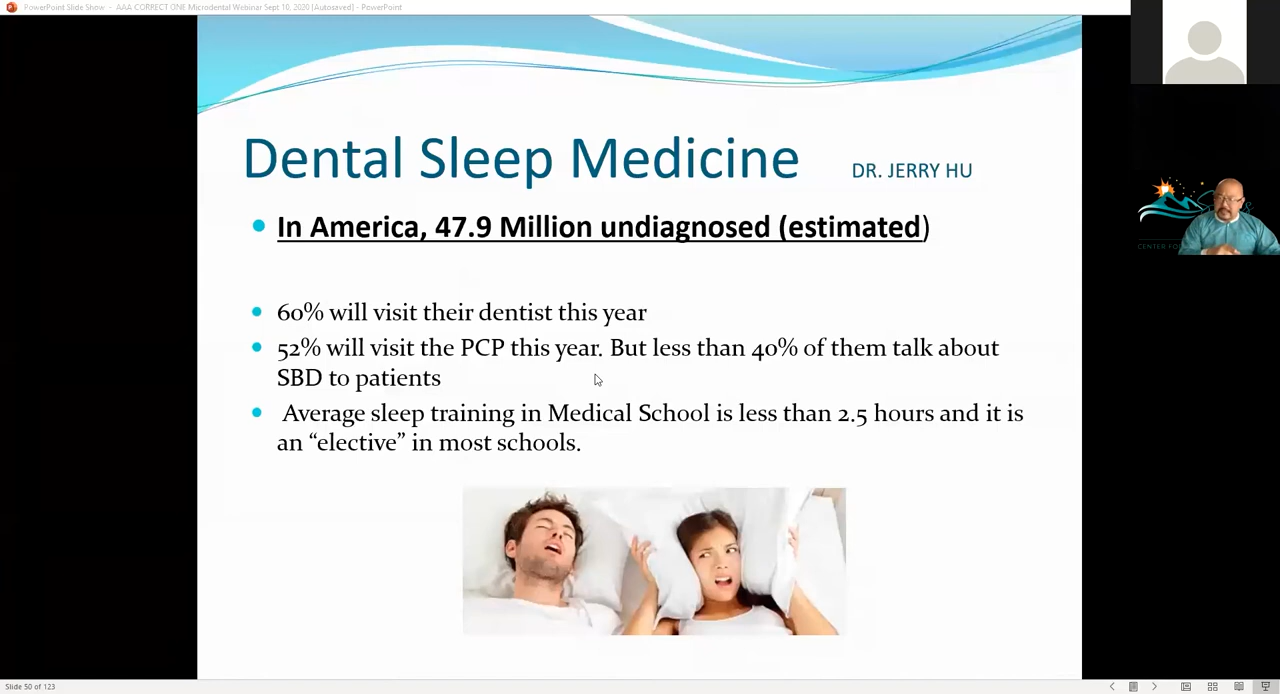 PowerPoint Slide Show - AAA CORRECT ONE Microdental Webinar Sept 10, 2020 [Autosaved] - PowerPoint
Dental Sleep Medicine DR. JERRY HU
In America, 47.9 Million undiagnosed (estimated)
60% will visit their dentist this year
52% will visit the PCP this year. But less than 40% of them talk about
SBD to patients
Average sleep training in Medical School is less than 2.5 hours and it is
an “elective” in most schools.
CENTER FO
Slide 50 of 123